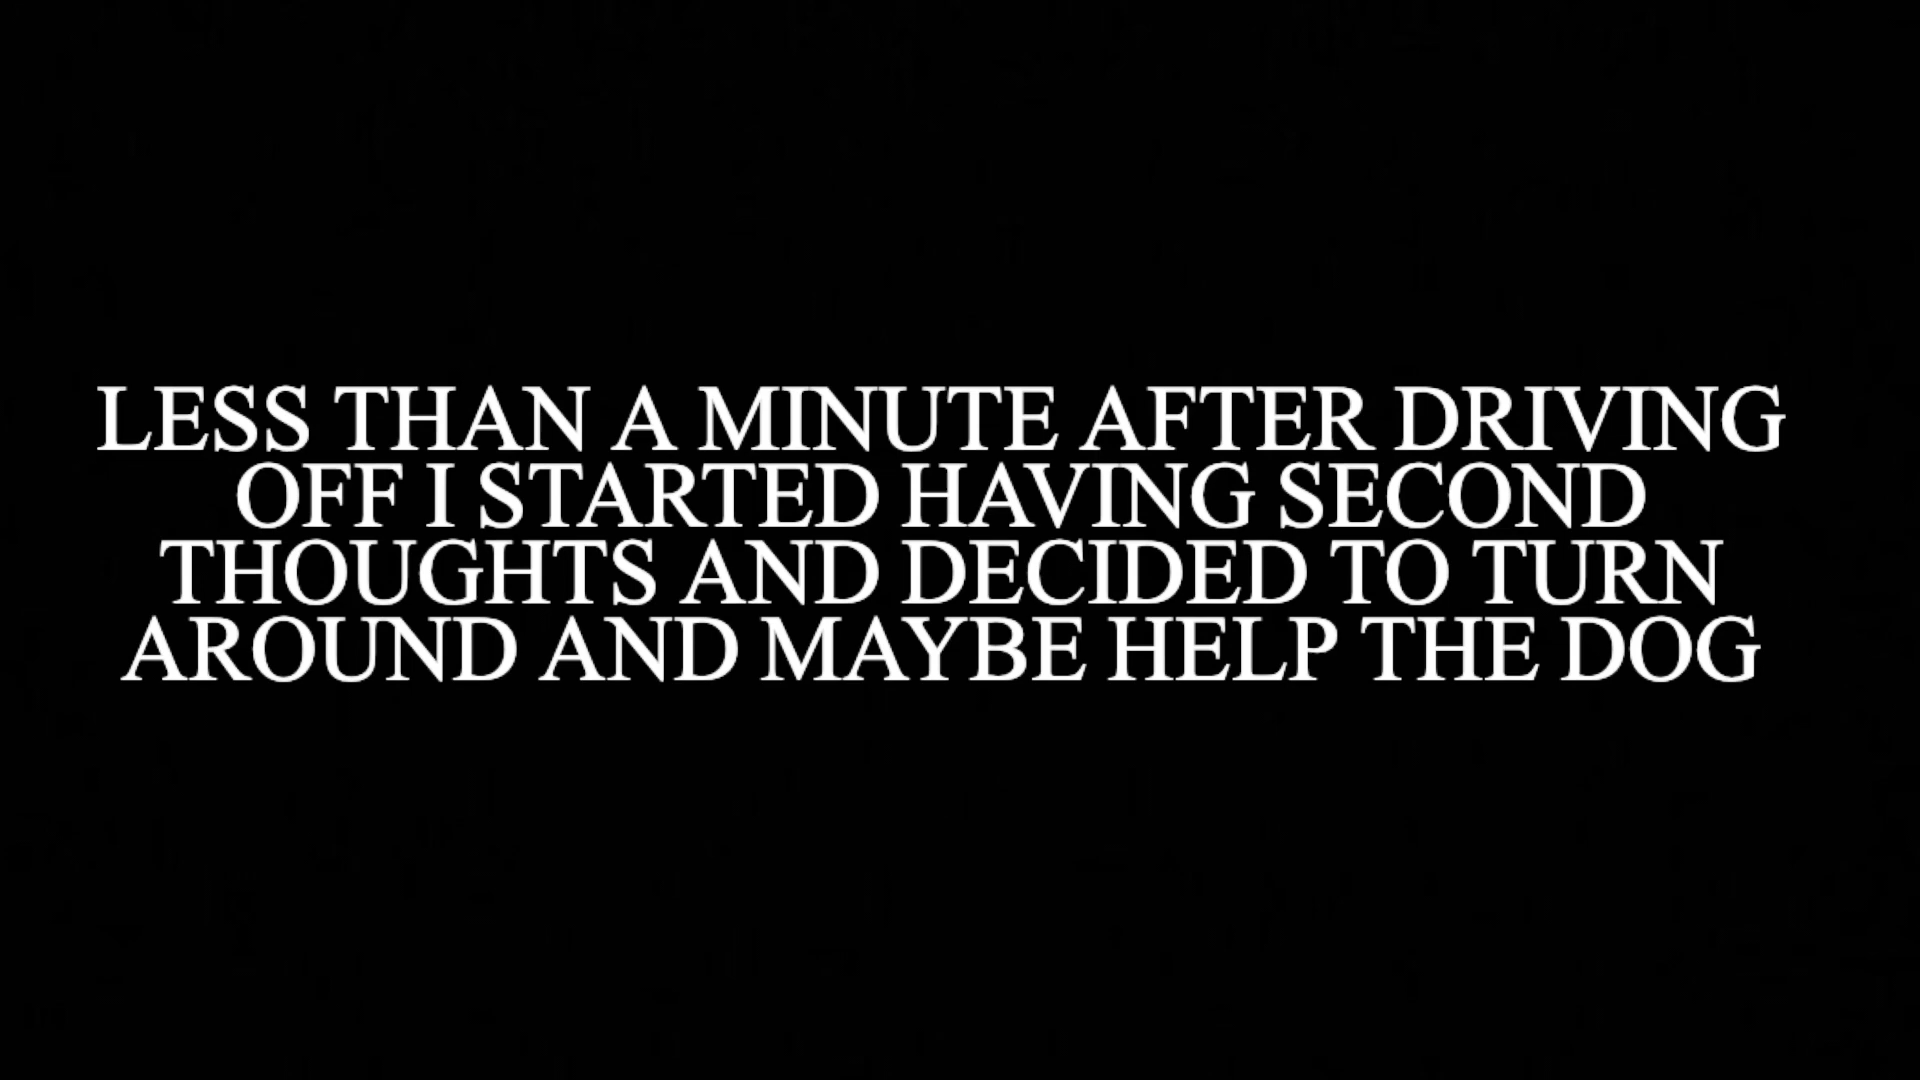 LESS THAN A MINUTE AFTER DRIVING
OFF I STARTED HAVING SECOND
THOUGHTS AND DECIDED TO TURN
AROUND AND MAYBE HELP THE DOG